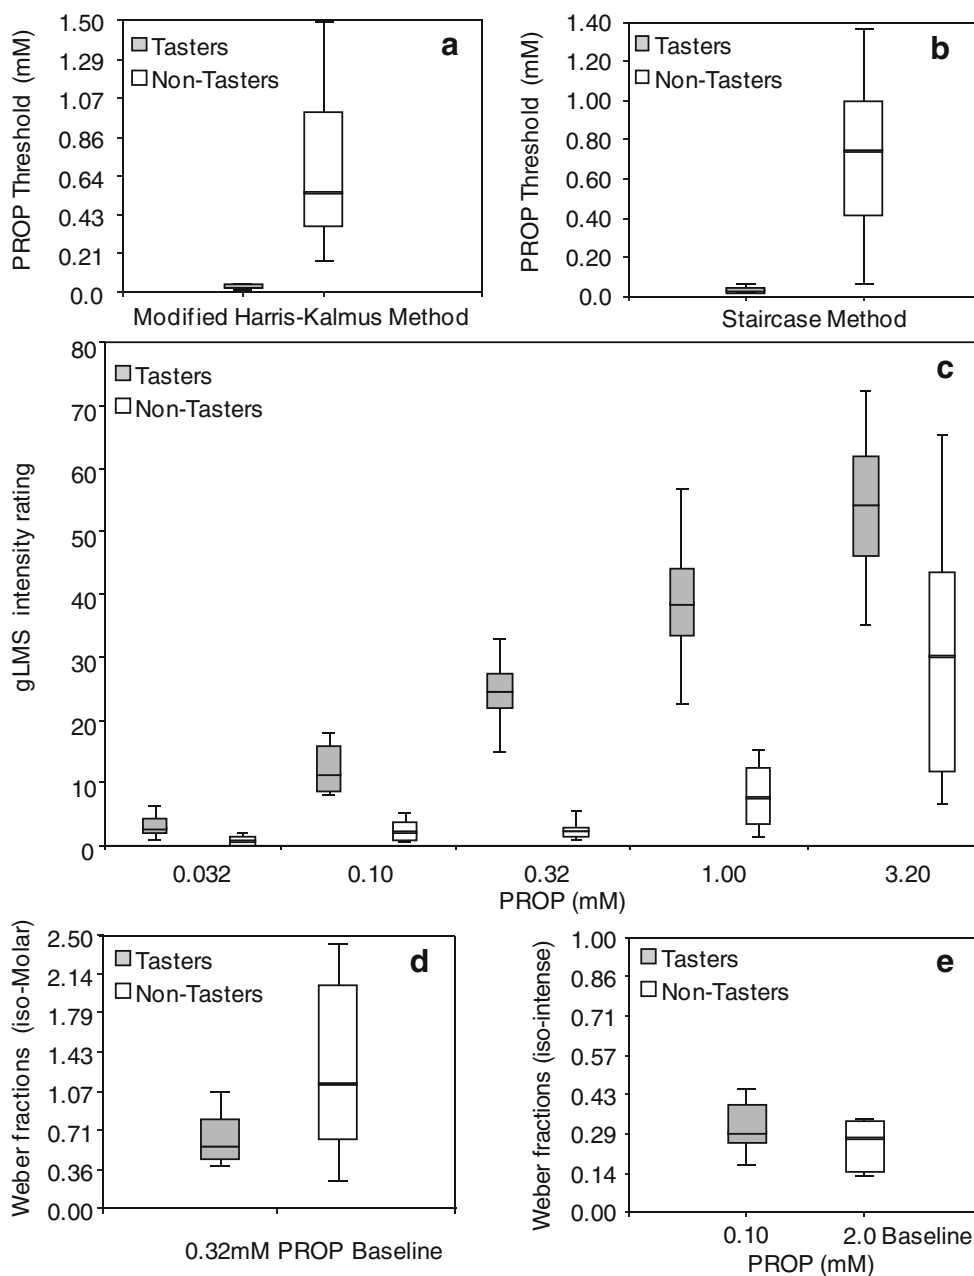 a
Tasters
Non-Tasters
PROP Threshold (mM)
1.50
1.29
1.07
0.86
0.64
0.43
0.21
0.0
Modified Harris-Kalmus Method
b
Tasters
Non-Tasters
PROP Threshold (mM)
1.40
1.20
1.00
0.80
0.60
0.40
0.20
0.0
Staircase Method
c
Tasters
Non-Tasters
gLMS intensity rating
80
70
60
50
40
30
20
10
0
0.032 0.10 0.32 1.00 3.20
PROP (mM)
d
Tasters
Non-Tasters
Weber fractions (iso-Molar)
2.50
2.14
1.79
1.43
1.07
0.71
0.36
0.00
0.32mM PROP Baseline
e
Tasters
Non-Tasters
Weber fractions (iso-intense)
1.00
0.86
0.71
0.57
0.43
0.29
0.14
0.00
0.10 2.0 Baseline
PROP (mM)